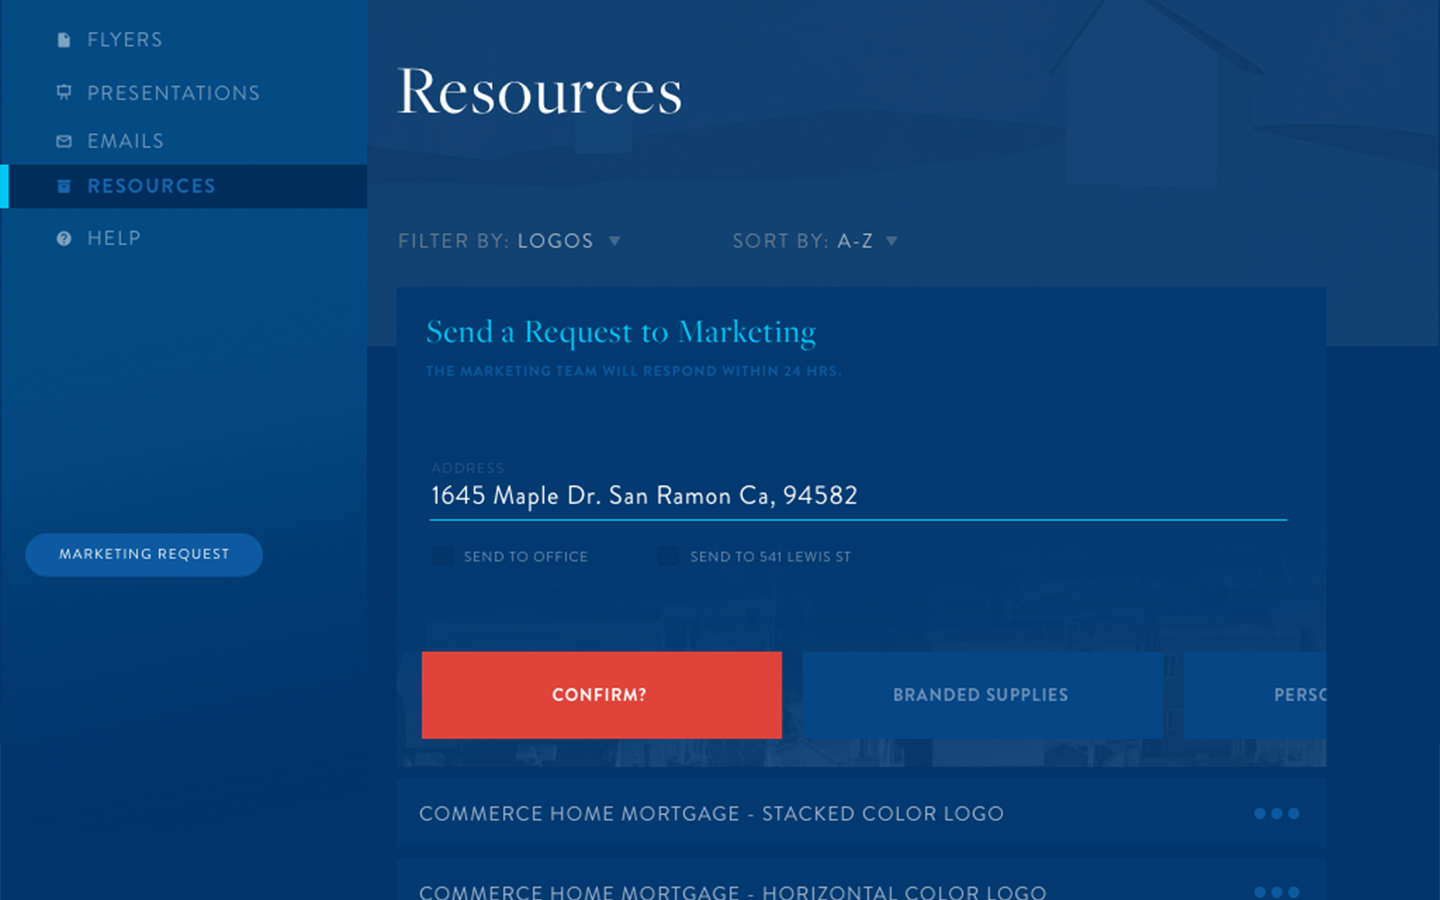 FLYERS
PRESENTATIONS
EMAILS
RESOURCES
HELP
MARKETING REQUEST
Resources
FILTER BY: LOGOS
SORT BY: A-Z
Send a Request to Marketing
THE MARKETING TEAM WILL RESPOND WITHIN 24 HRS.
ADDRESS
1645 Maple Dr. San Ramon Ca, 94582
SEND TO OFFICE
SEND TO 541 LEWIS ST
CONFIRM?
BRANDED SUPPLIES
COMMERCE HOME MORTGAGE - STACKED COLOR LOGO
COMMERCE HOME MORTGAGE - HORIZONTAL COLOR LOGO